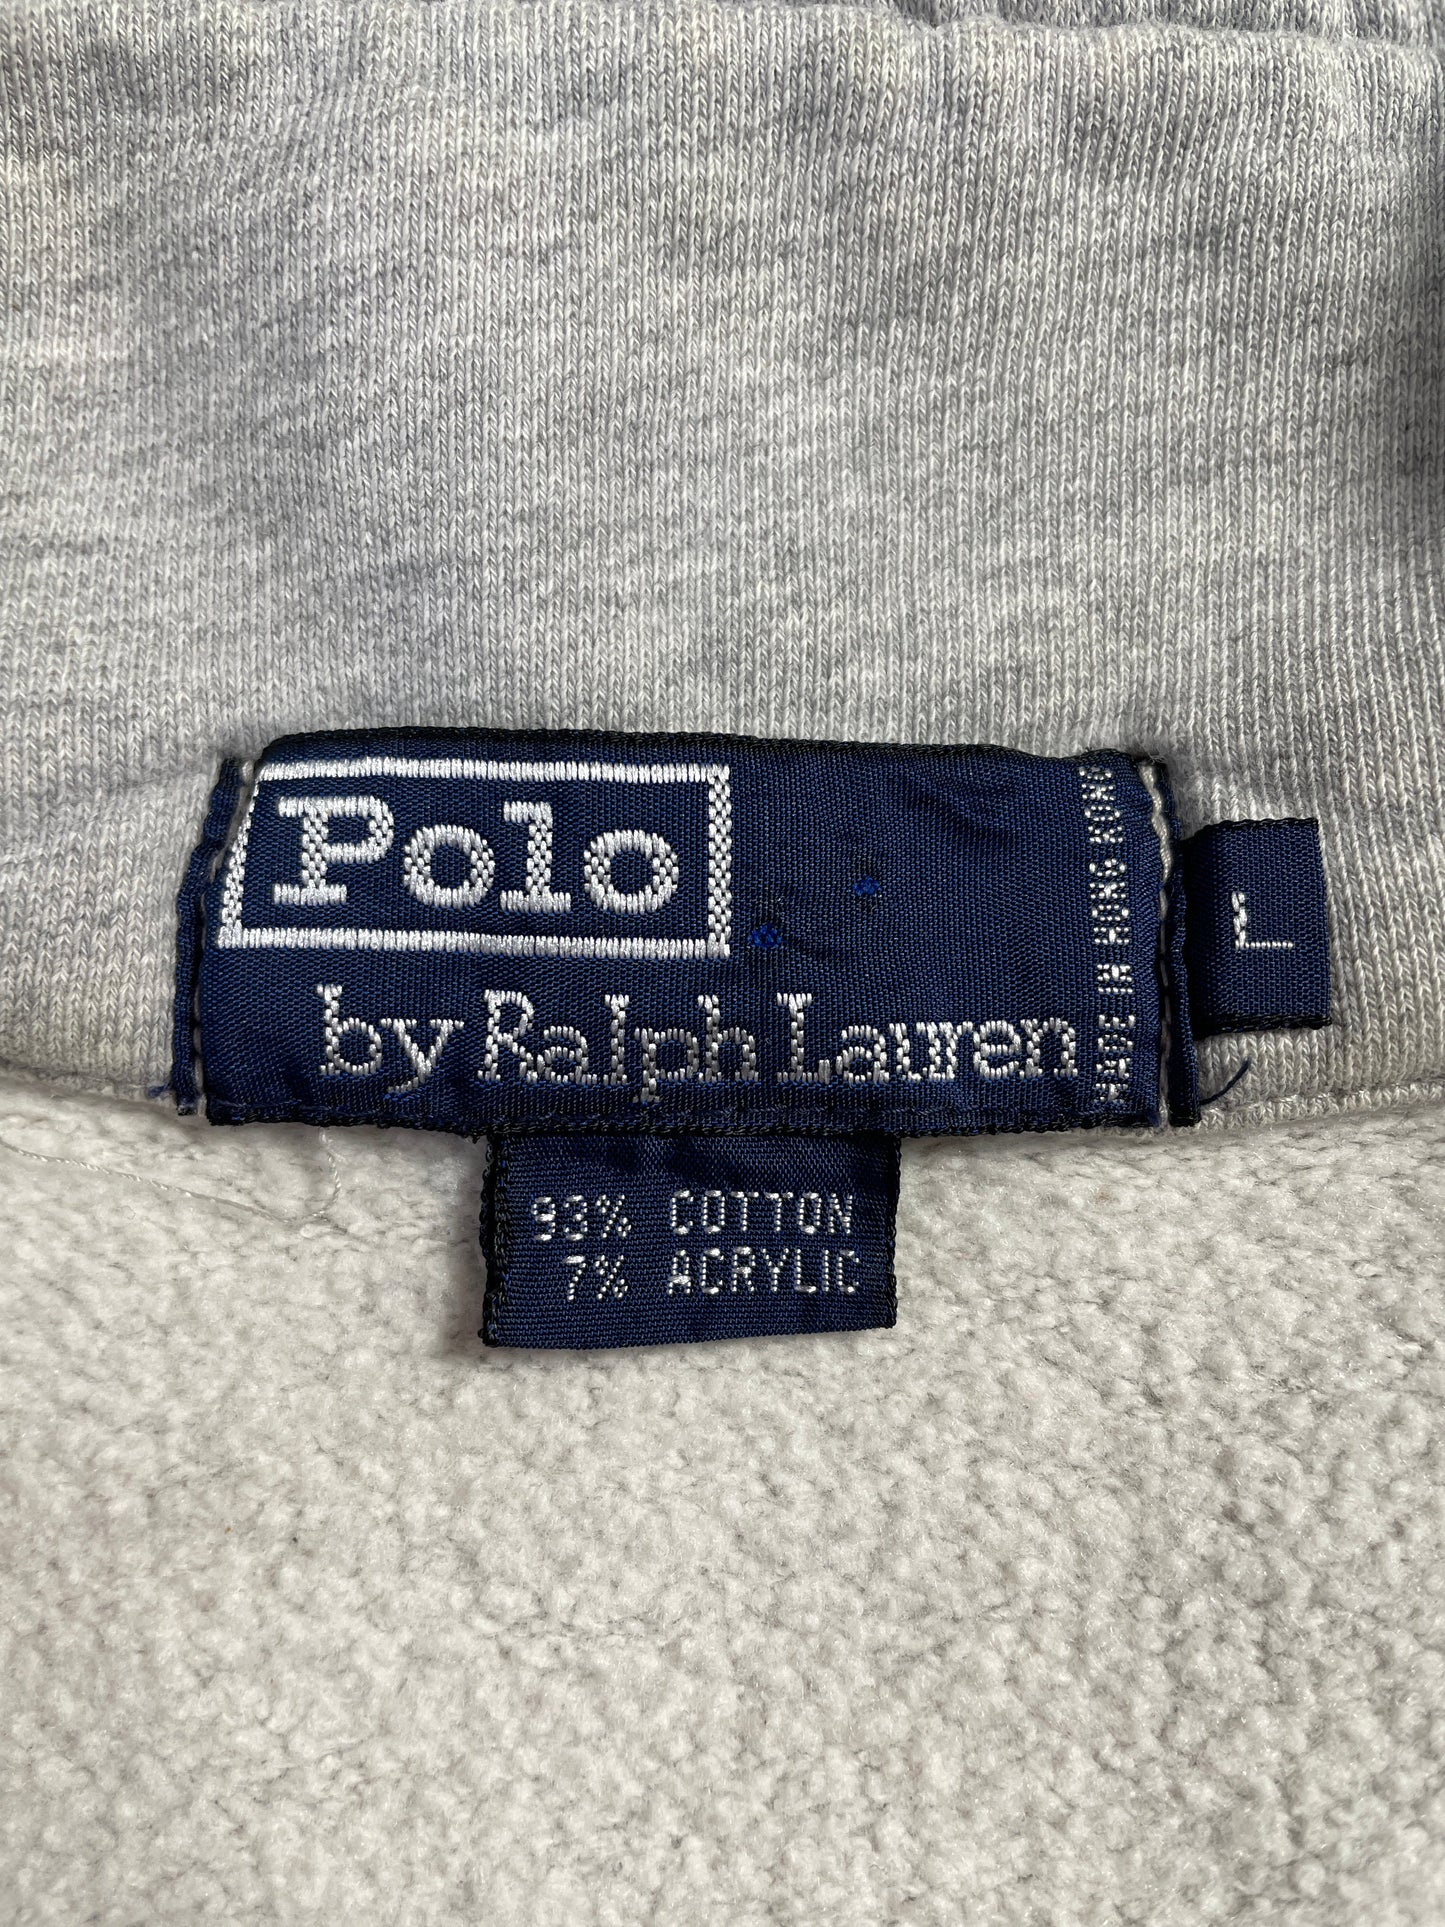 Polo
by Ralph Lauren
MADE IN HONG KONG
L
93% COTTON
7% ACRYLIC